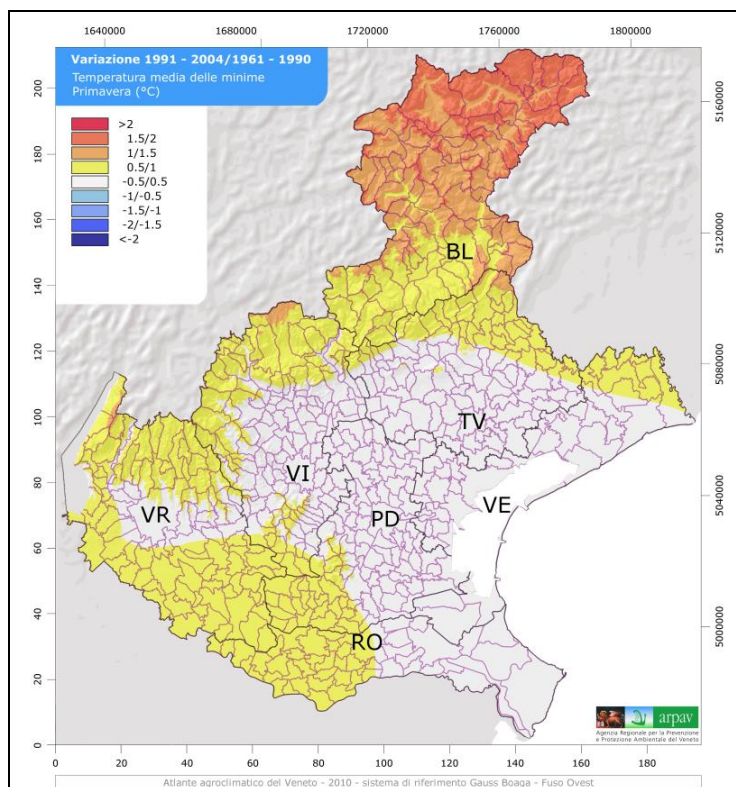 1640000 1680000 1720000 1760000 1800000
Variazione 1991 - 2004/1961 - 1990
Temperatura media delle minime
Primavera (°C)
>2
1.5/2
1/1.5
0.5/1
-0.5/0.5
-1/-0.5
-1.5/-1
-2/-1.5
<-2
200
180
160
140
120
100
80
60
40
20
0
5160000
5120000
5080000
5040000
5000000
BL
TV
VI
VR
PD
VE
RO
arpav
Agenzia Regionale per la Prevenzione
e Protezione Ambientale del Veneto
0 20 40 60 80 100 120 140 160 180
Atlante agroclimatico del Veneto - 2010 - sistema di riferimento Gauss Boaga - Fuso Ovest